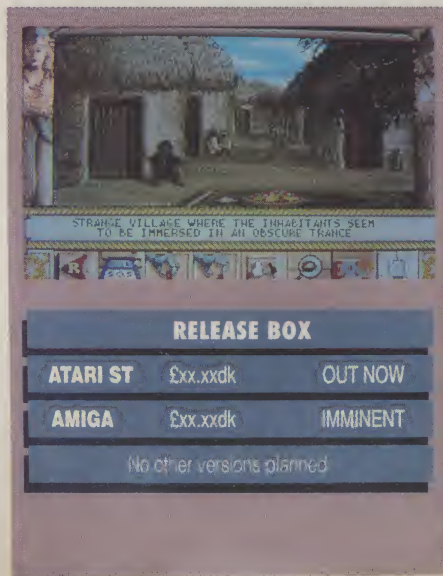 STRANGE VILLAGE WHERE THE INHABITANTS SEEM
TO BE IMMERSED IN AN OBSCURE TRANCE
R
SOS
RELEASE BOX
ATARI ST £xx.xxdk OUT NOW
AMIGA £xx.xxdk IMMINENT
No other versions planned